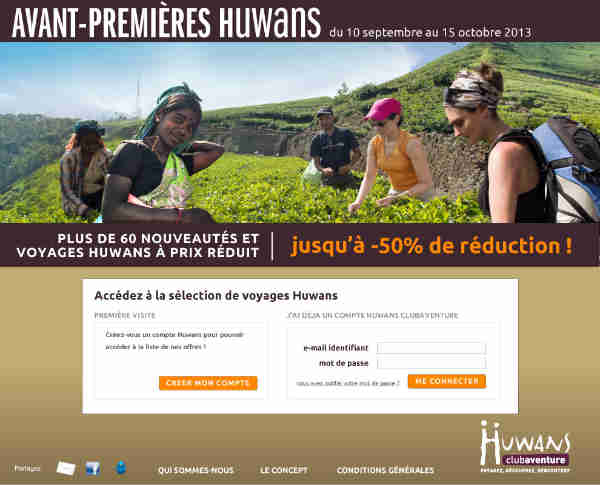 AVANT-PREMIÈRES HUWANS du 10 septembre au 15 octobre 2013
PLUS DE 60 NOUVEAUTÉS ET
VOYAGES HUWANS À PRIX RÉDUIT
jusqu'à -50% de réduction !
Accédez à la sélection de voyages Huwans
PREMIÈRE VISITE
Créez-vous un compte Huwans pour pouvoir
accéder à la liste de nos offres !
CREER MON COMPTE
J'AI DÉJÀ UN COMPTE HUWANS CLUBAVENTURE
e-mail identifiant
mot de passe
vous avez oublié votre mot de passe ?
ME CONNECTER
HUWANS
clubaventure
VOYAGER, DÉCOUVRIR, RENCONTRER
Partagez
QUI SOMMES-NOUS
LE CONCEPT
CONDITIONS GÉNÉRALES